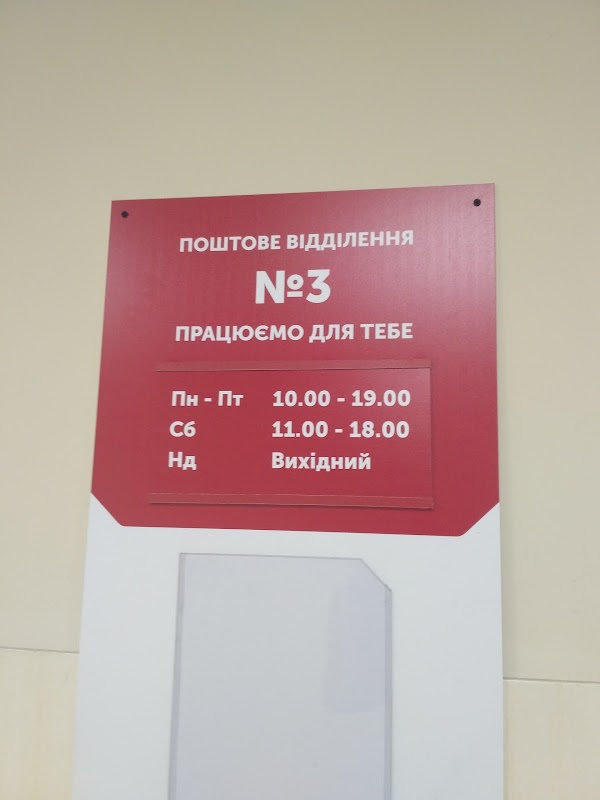 ПОШТОВЕ ВІДДІЛЕННЯ
№3
ПРАЦЮЄМО ДЛЯ ТЕБЕ
Пн - Пт 10.00 - 19.00
Сб 11.00 - 18.00
Нд Вихідний